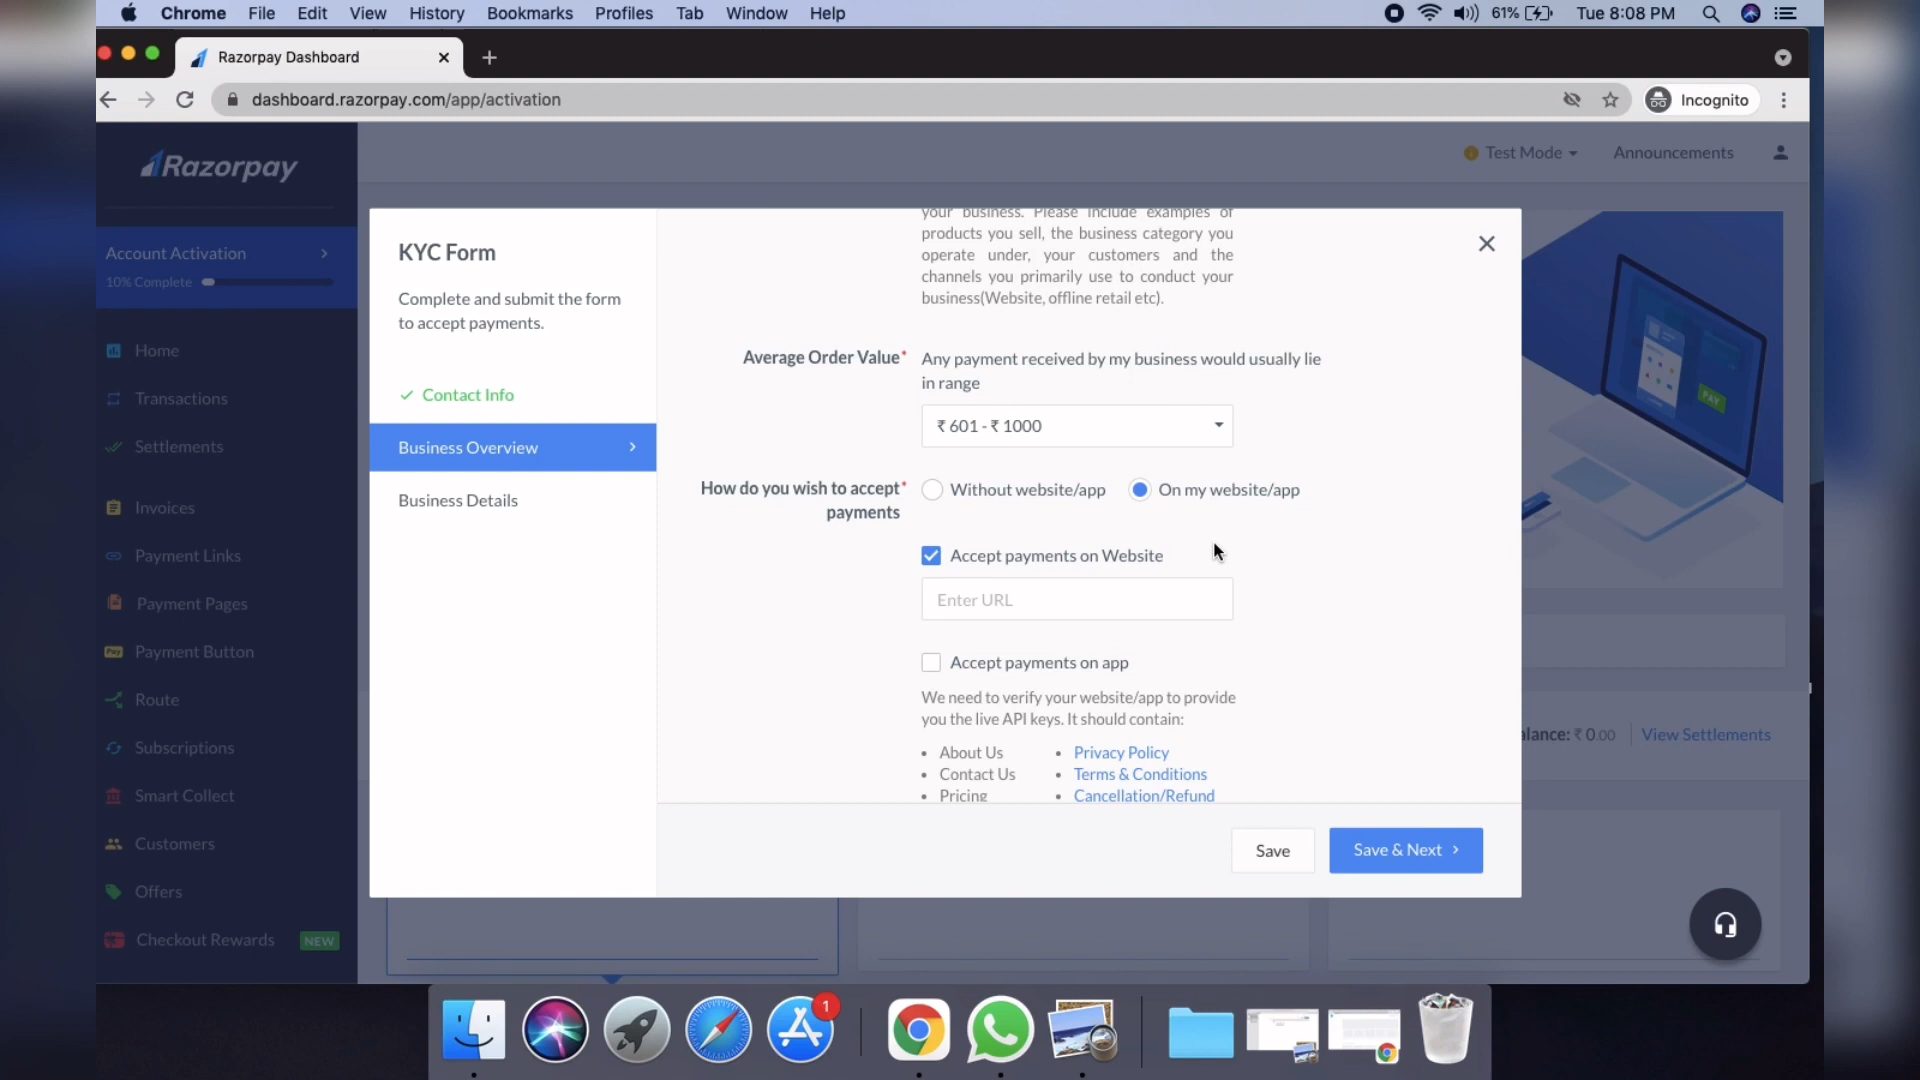 Chrome File Edit View History Bookmarks Profiles Tab Window Help
61% Tue 8:08 PM
Razorpay Dashboard
dashboard.razorpay.com/app/activation
Incognito
Razorpay
Test Mode Announcements
Account Activation
10% Complete
Home
Transactions
Settlements
Invoices
Payment Links
Payment Pages
Pay Payment Button
Route
Subscriptions
Smart Collect
Customers
Offers
Checkout Rewards NEW
KYC Form
Complete and submit the form
to accept payments.
Contact Info
Business Overview
Business Details
your business. Please include examples of
products you sell, the business category you
operate under, your customers and the
channels you primarily use to conduct your
business(Website, offline retail etc).
Average Order Value* Any payment received by my business would usually lie
in range
₹ 601 - ₹ 1000
How do you wish to accept* Without website/app On my website/app
payments
Accept payments on Website
Enter URL
Accept payments on app
We need to verify your website/app to provide
you the live API keys. It should contain:
• About Us • Privacy Policy
• Contact Us • Terms & Conditions
• Pricing • Cancellation/Refund
Save Save & Next
PAY
alance: ₹ 0.00 View Settlements
1